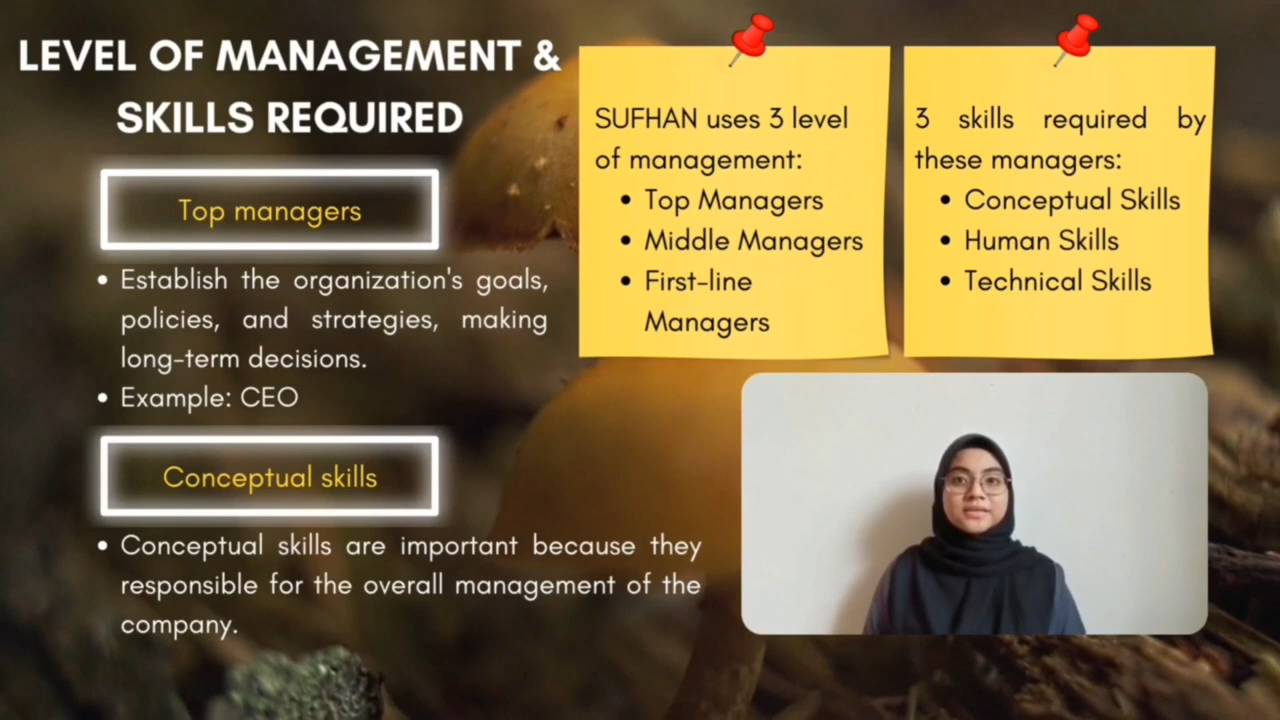 LEVEL OF MANAGEMENT &
SKILLS REQUIRED
Top managers
• Establish the organization's goals,
policies, and strategies, making
long-term decisions.
• Example: CEO
Conceptual skills
• Conceptual skills are important because they
responsible for the overall management of the
company.
SUFHAN uses 3 level
of management:
• Top Managers
• Middle Managers
• First-line
Managers
3 skills required by
these managers:
• Conceptual Skills
• Human Skills
• Technical Skills